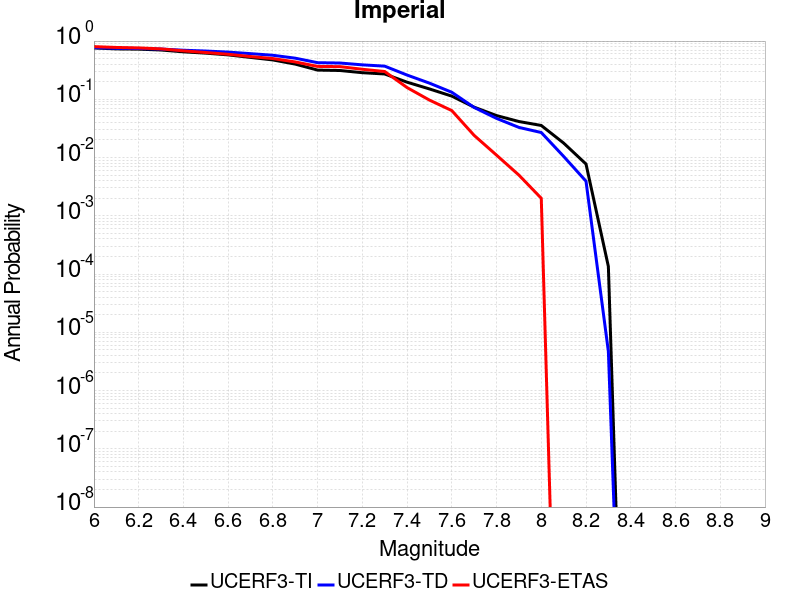 Imperial
10^0
10^-1
10^-2
10^-3
10^-4
10^-5
10^-6
10^-7
10^-8
Annual Probability
6 6.2 6.4 6.6 6.8 7 7.2 7.4 7.6 7.8 8 8.2 8.4 8.6 8.8 9
Magnitude
UCERF3-TI UCERF3-TD UCERF3-ETAS